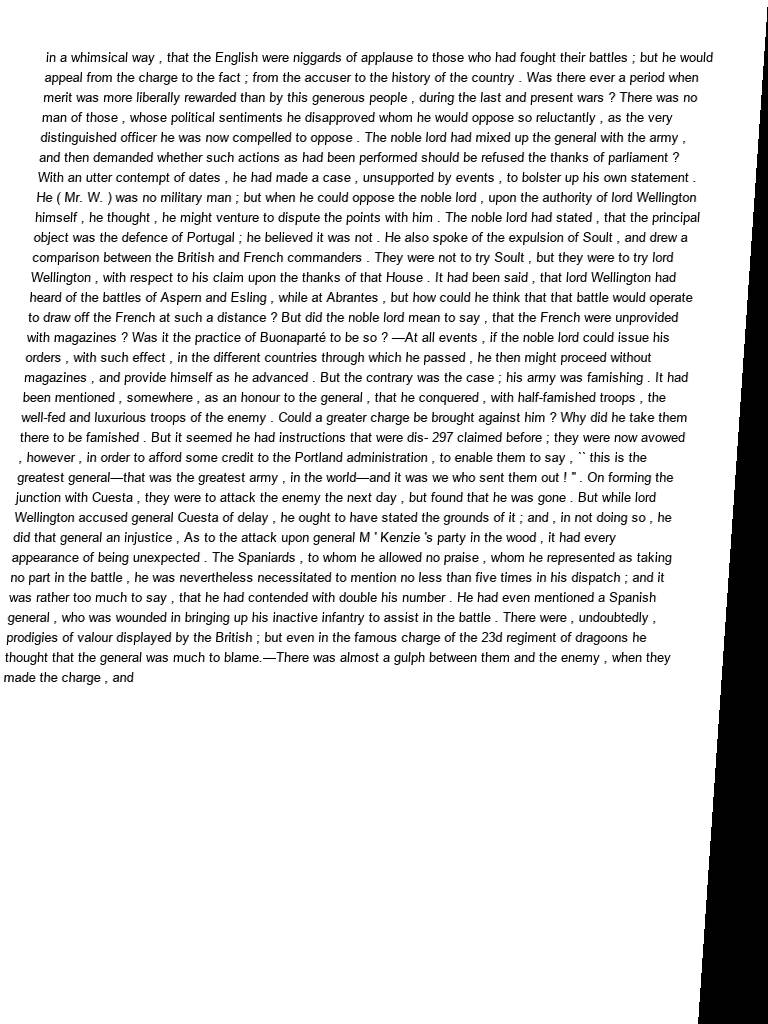 in a whimsical way , that the English were niggards of applause to those who had fought their battles ; but he would
appeal from the charge to the fact ; from the accuser to the history of the country . Was there ever a period when
merit was more liberally rewarded than by this generous people , during the last and present wars ? There was no
man of those , whose political sentiments he disapproved whom he would oppose so reluctantly , as the very
distinguished officer he was now compelled to oppose . The noble lord had mixed up the general with the army ,
and then demanded whether such actions as had been performed should be refused the thanks of parliament ?
With an utter contempt of dates , he had made a case , unsupported by events , to bolster up his own statement .
He ( Mr. W. ) was no military man ; but when he could oppose the noble lord , upon the authority of lord Wellington
himself , he thought , he might venture to dispute the points with him . The noble lord had stated , that the principal
object was the defence of Portugal ; he believed it was not . He also spoke of the expulsion of Soult , and drew a
comparison between the British and French commanders . They were not to try Soult , but they were to try lord
Wellington , with respect to his claim upon the thanks of that House . It had been said , that lord Wellington had
heard of the battles of Aspern and Esling , while at Abrantes , but how could he think that that battle would operate
to draw off the French at such a distance ? But did the noble lord mean to say , that the French were unprovided
with magazines ? Was it the practice of Buonaparté to be so ? —At all events , if the noble lord could issue his
orders , with such effect , in the different countries through which he passed , he then might proceed without
magazines , and provide himself as he advanced . But the contrary was the case ; his army was famishing . It had
been mentioned , somewhere , as an honour to the general , that he conquered , with half-famished troops , the
well-fed and luxurious troops of the enemy . Could a greater charge be brought against him ? Why did he take them
there to be famished . But it seemed he had instructions that were dis- 297 claimed before ; they were now avowed
, however , in order to afford some credit to the Portland administration , to enable them to say , `` this is the
greatest general—that was the greatest army , in the world—and it was we who sent them out ! '' . On forming the
junction with Cuesta , they were to attack the enemy the next day , but found that he was gone . But while lord
Wellington accused general Cuesta of delay , he ought to have stated the grounds of it ; and , in not doing so , he
did that general an injustice , As to the attack upon general M ' Kenzie 's party in the wood , it had every
appearance of being unexpected . The Spaniards , to whom he allowed no praise , whom he represented as taking
no part in the battle , he was nevertheless necessitated to mention no less than five times in his dispatch ; and it
was rather too much to say , that he had contended with double his number . He had even mentioned a Spanish
general , who was wounded in bringing up his inactive infantry to assist in the battle . There were , undoubtedly ,
prodigies of valour displayed by the British ; but even in the famous charge of the 23d regiment of dragoons he
thought that the general was much to blame.—There was almost a gulph between them and the enemy , when they
made the charge , and